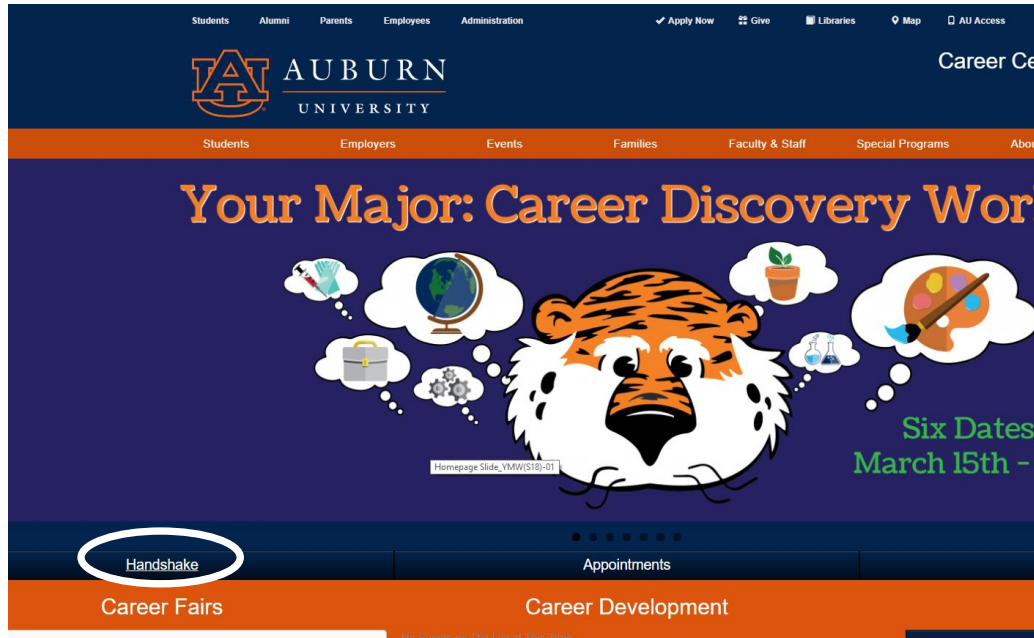 Students Alumni Parents Employees Administration Apply Now Give Libraries Map AU Access
AUBURN
UNIVERSITY
Career Ce
Students Employers Events Families Faculty & Staff Special Programs Abou
Your Major: Career Discovery Wor
Six Dates
March 15th -
Homepage Slide_YMW(S18)-01
Handshake Appointments
Career Fairs Career Development